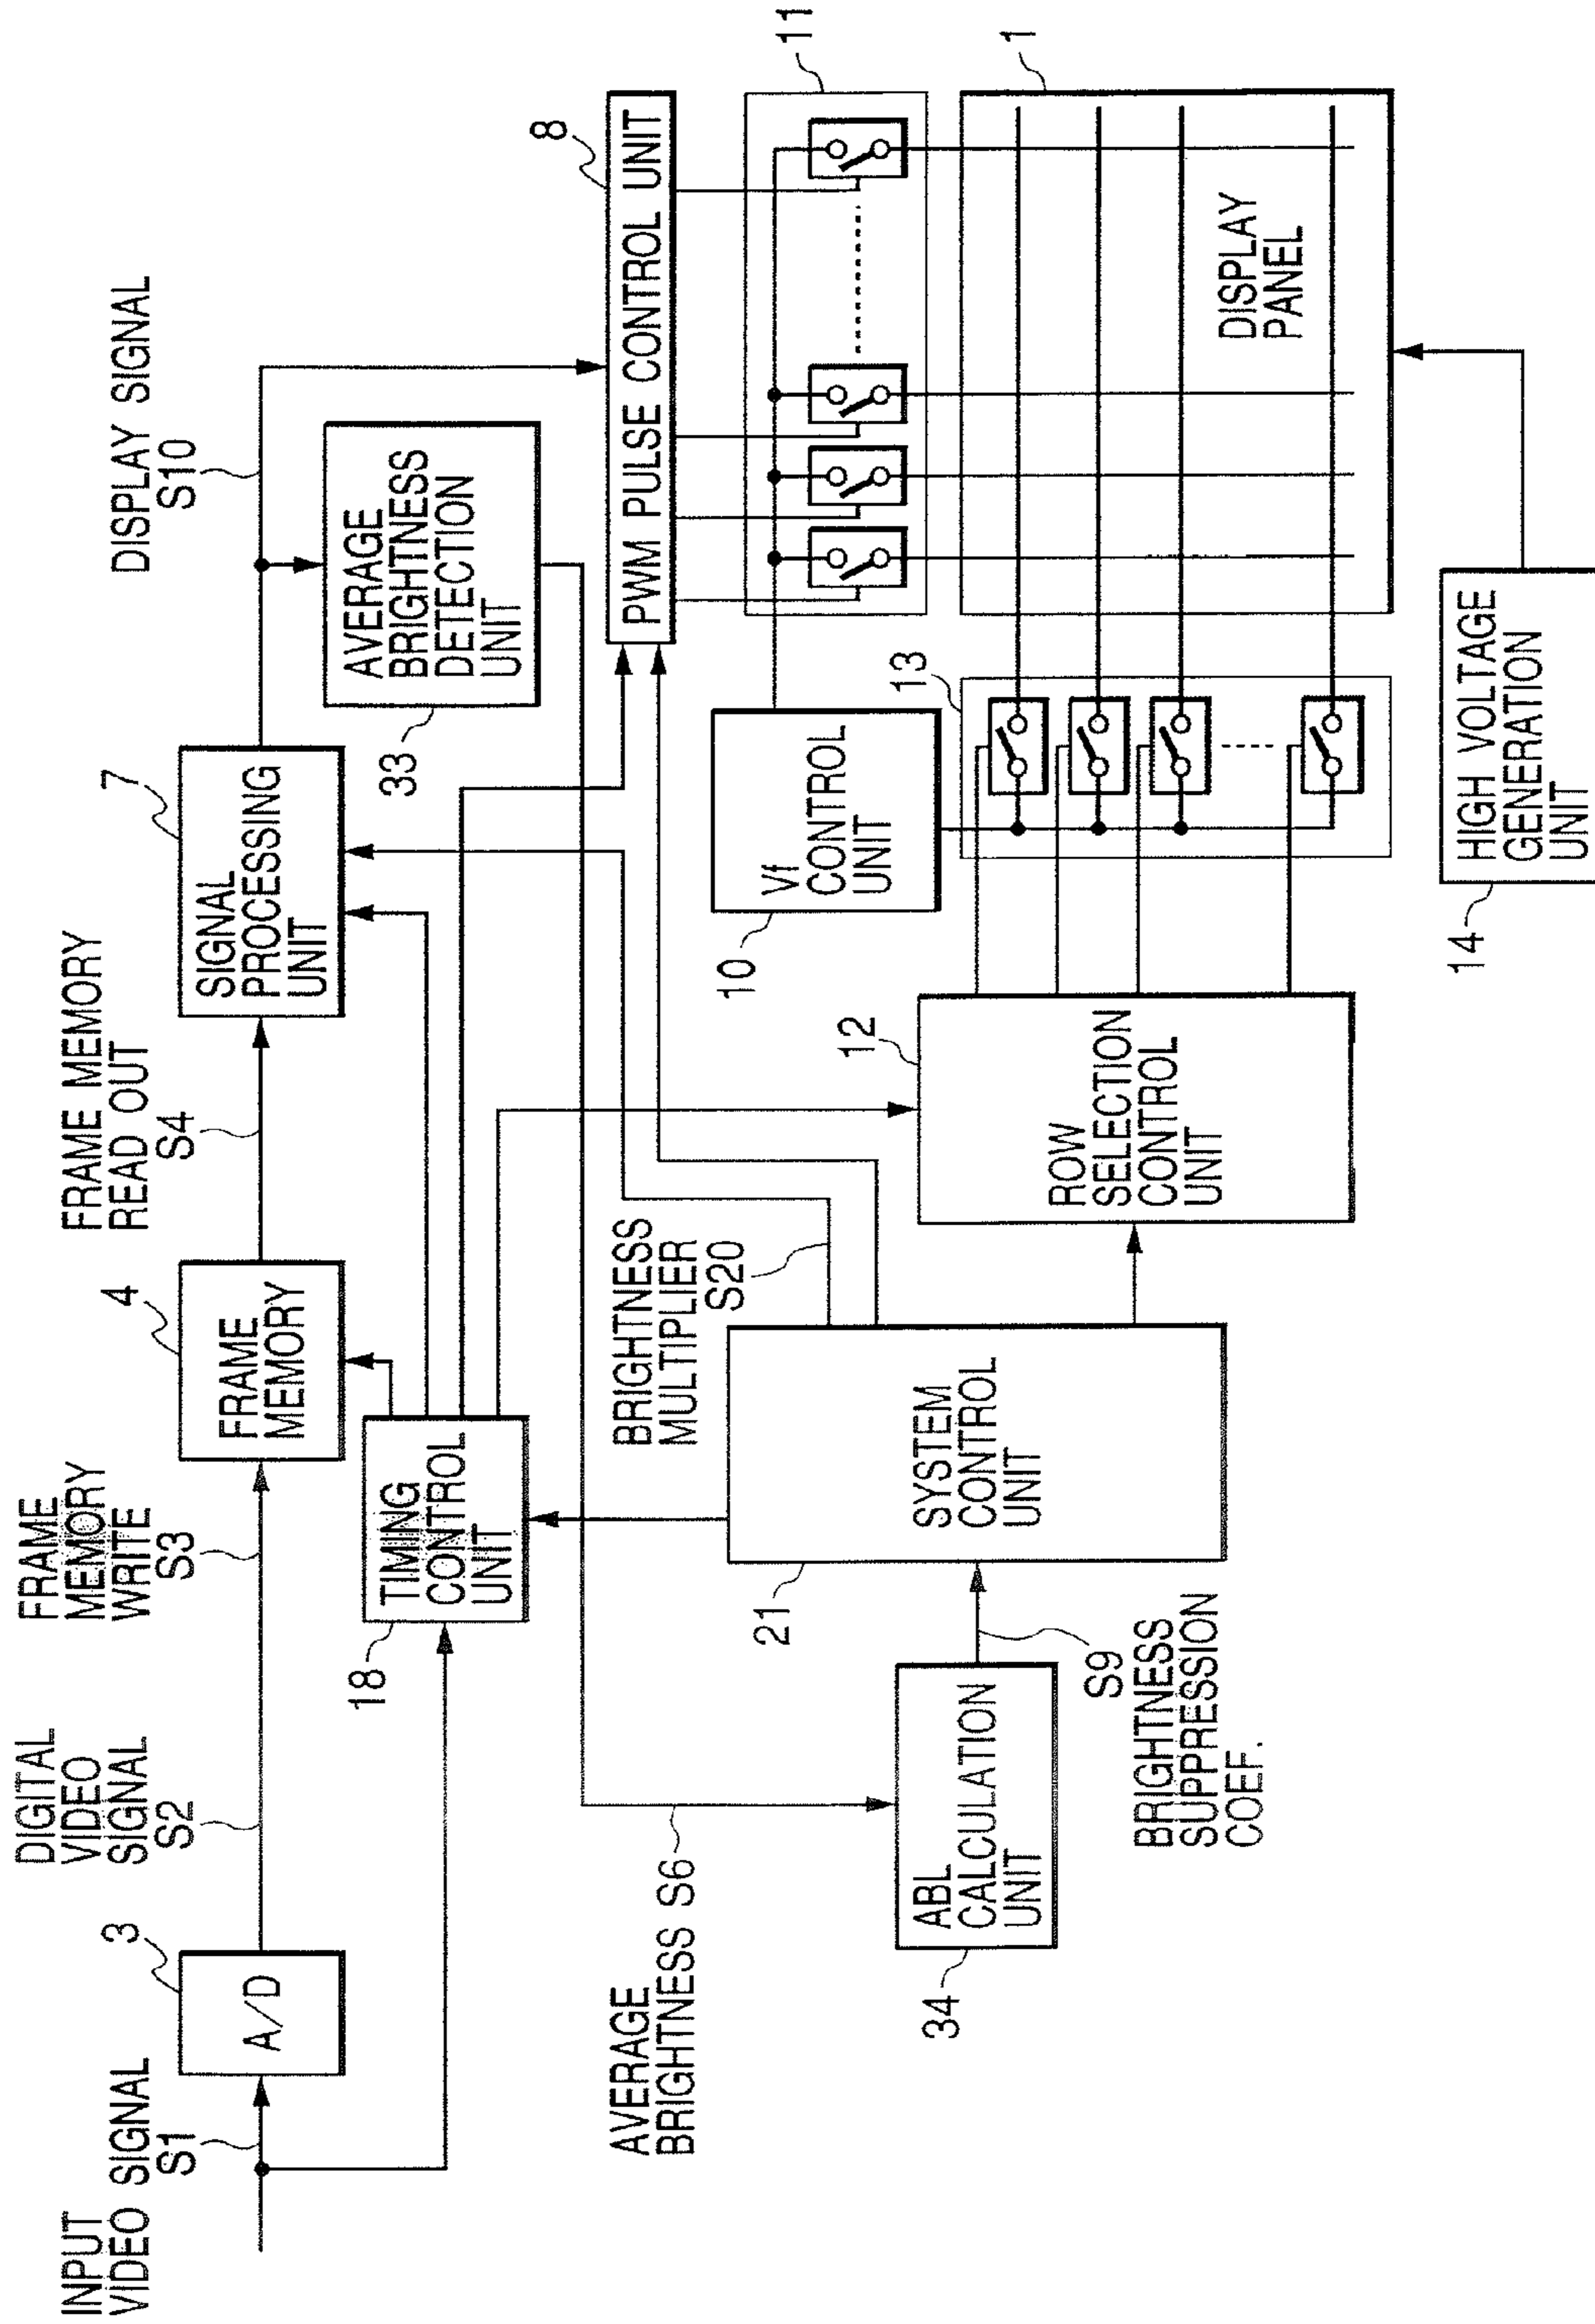 INPUT
VIDEO SIGNAL
S1
3
A/D
DIGITAL
VIDEO
SIGNAL
S2
FRAME
MEMORY
WRITE
S3
4
FRAME
MEMORY
FRAME MEMORY
READ OUT
S4
7
SIGNAL
PROCESSING
UNIT
DISPLAY SIGNAL
S10
AVERAGE
BRIGHTNESS
DETECTION
UNIT
33
18
TIMING
CONTROL
UNIT
8
PWM PULSE CONTROL UNIT
AVERAGE
BRIGHTNESS S6
BRIGHTNESS
MULTIPLIER
S20
10
Vf
CONTROL
UNIT
11
34
ABL
CALCULATION
UNIT
S9
BRIGHTNESS
SUPPRESSION
COEF.
21
SYSTEM
CONTROL
UNIT
12
ROW
SELECTION
CONTROL
UNIT
13
1
DISPLAY
PANEL
14
HIGH VOLTAGE
GENERATION
UNIT